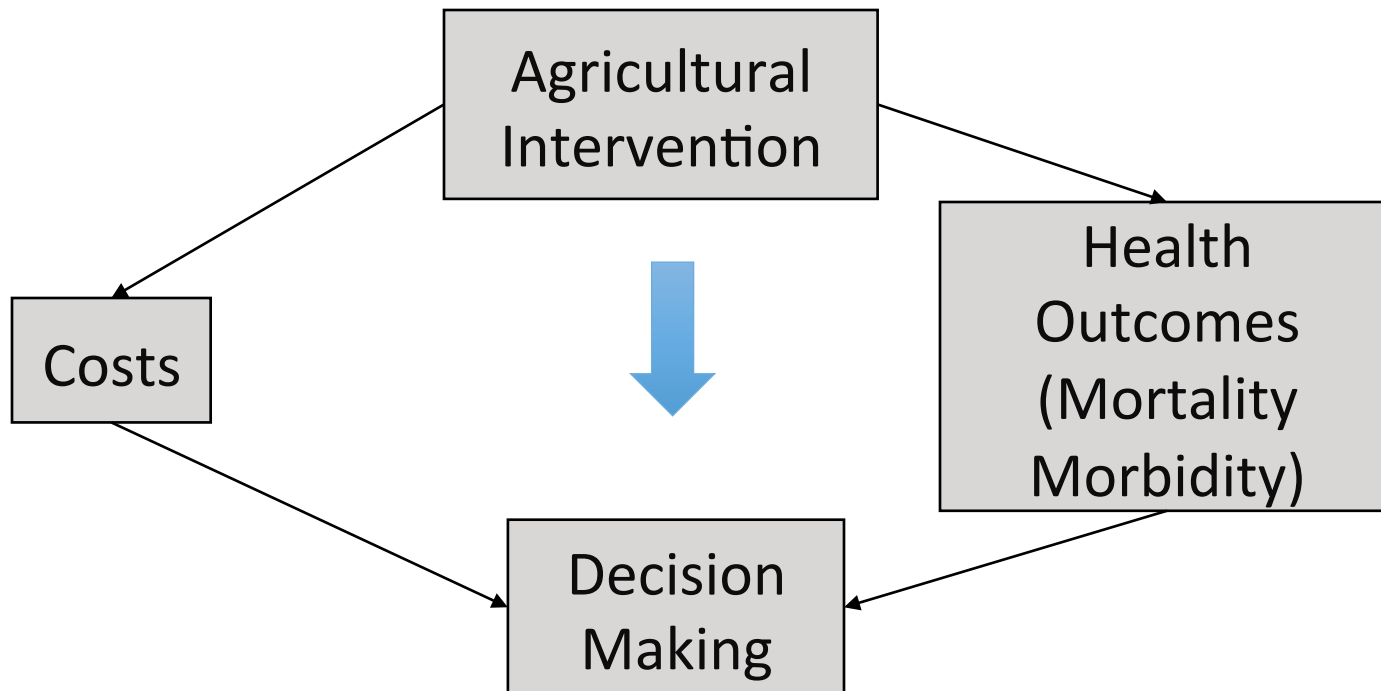 Agricultural
Intervention
Health
Outcomes
(Mortality
Morbidity)
Costs
Decision
Making